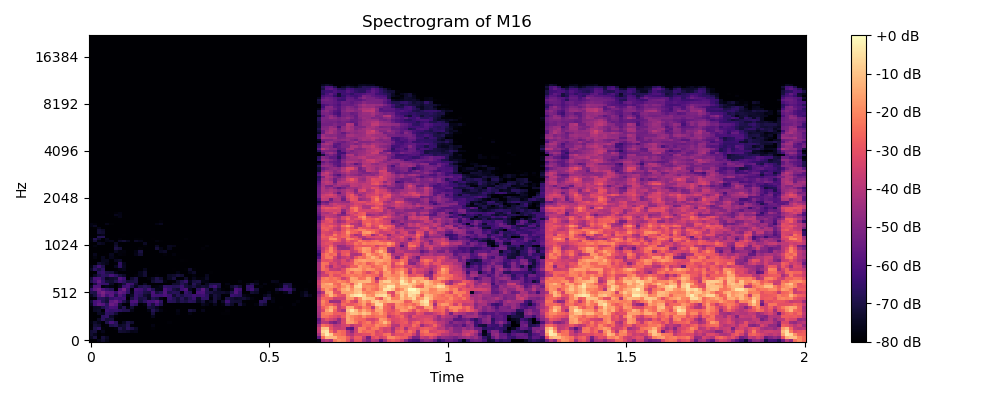 Spectrogram of M16
Hz
16384
8192
4096
2048
1024
512
0
0
0.5
1
1.5
2
Time
+0 dB
-10 dB
-20 dB
-30 dB
-40 dB
-50 dB
-60 dB
-70 dB
-80 dB